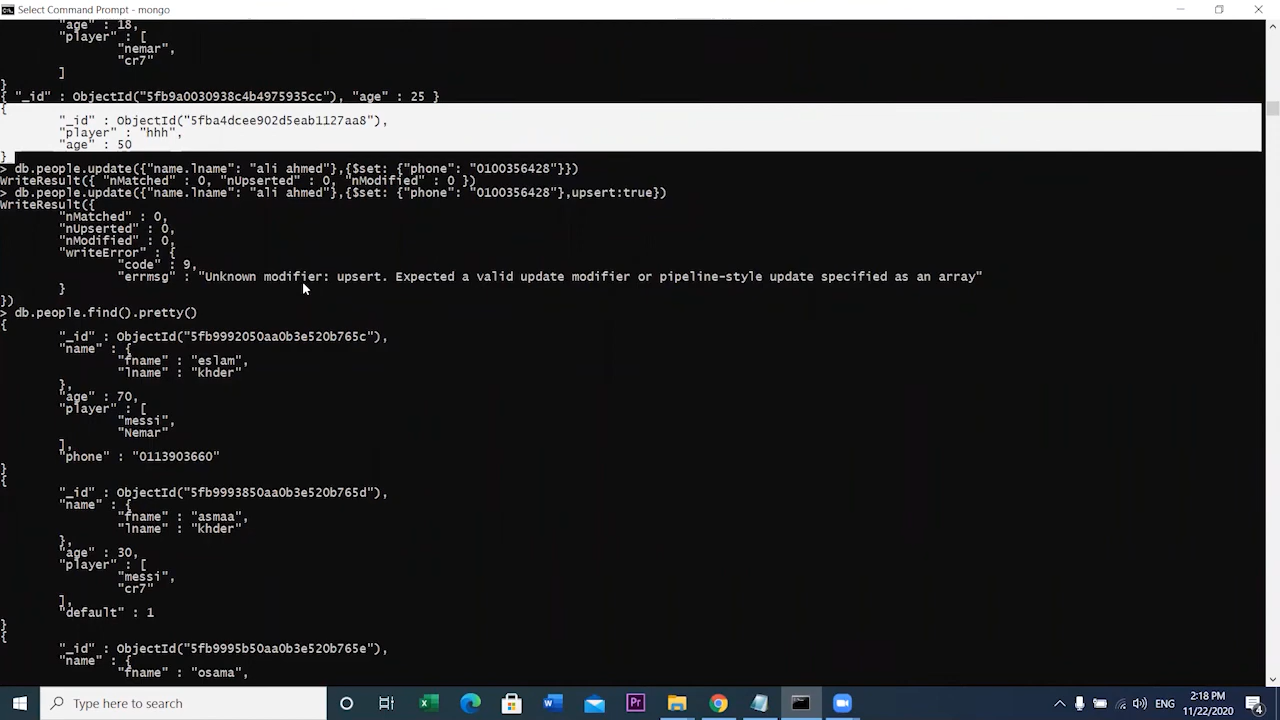 Select Command Prompt - mongo
"age" : 18,
"player" : [
"nemar",
"cr7"
]
}
{ "_id" : ObjectId("5fb9a0030938c4b4975935cc"), "age" : 25 }
{
"_id" : ObjectId("5fba4dcee902d5eab1127aa8"),
"player" : "hhh",
"age" : 50
}
> db.people.update({"name.lname": "ali ahmed"},{$set: {"phone": "0100356428"}})
WriteResult({ "nMatched" : 0, "nUpserted" : 0, "nModified" : 0 })
> db.people.update({"name.lname": "ali ahmed"},{$set: {"phone": "0100356428"},upsert:true})
WriteResult({
"nMatched" : 0,
"nUpserted" : 0,
"nModified" : 0,
"writeError" : {
"code" : 9,
"errmsg" : "Unknown modifier: upsert. Expected a valid update modifier or pipeline-style update specified as an array"
}
})
> db.people.find().pretty()
{
"_id" : ObjectId("5fb9992050aa0b3e520b765c"),
"name" : {
"fname" : "eslam",
"lname" : "khder"
},
"age" : 70,
"player" : [
"messi",
"Nemar"
],
"phone" : "0113903660"
}
{
"_id" : ObjectId("5fb9993850aa0b3e520b765d"),
"name" : {
"fname" : "asmaa",
"lname" : "khder"
},
"age" : 30,
"player" : [
"messi",
"cr7"
],
"default" : 1
}
{
"_id" : ObjectId("5fb9995b50aa0b3e520b765e"),
"name" : {
"fname" : "osama",
Type here to search
ENG
2:18 PM
11/22/2020
4